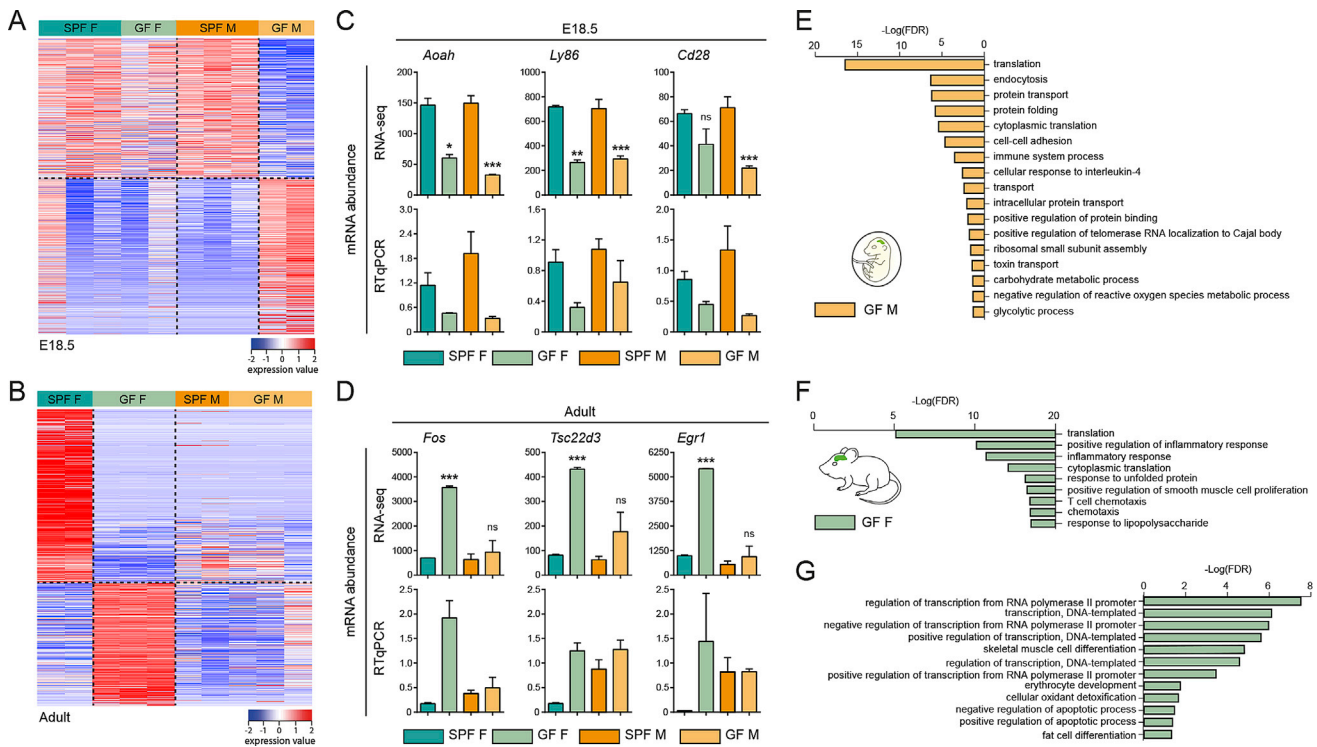 A
SPF F GF F SPF M GF M
E18.5
-2 -1 0 1 2
expression value
B
SPF F GF F SPF M GF M
Adult
-2 -1 0 1 2
expression value
C
E18.5
Aoah Ly86 Cd28
mRNA abundance
RNA-seq
200
150
100
50
0
*
***
1000
800
600
400
200
0
**
***
100
80
60
40
20
0
ns
***
RTqPCR
3.0
2.4
1.8
1.2
0.6
0
1.6
1.2
0.8
0.4
0
2.0
1.5
1.0
0.5
0
SPF F GF F SPF M GF M
D
Adult
Fos Tsc22d3 Egr1
mRNA abundance
RNA-seq
5000
4000
3000
2000
1000
0
***
ns
500
400
300
200
100
0
***
ns
6250
5000
3750
2500
1250
0
***
ns
RTqPCR
2.5
2.0
1.5
1.0
0.5
0
2.5
2.0
1.5
1.0
0.5
0
2.5
2.0
1.5
1.0
0.5
0
SPF F GF F SPF M GF M
E
-Log(FDR)
20 15 10 5 0
translation
endocytosis
protein transport
protein folding
cytoplasmic translation
cell-cell adhesion
immune system process
cellular response to interleukin-4
transport
intracellular protein transport
positive regulation of protein binding
positive regulation of telomerase RNA localization to Cajal body
ribosomal small subunit assembly
toxin transport
carbohydrate metabolic process
negative regulation of reactive oxygen species metabolic process
glycolytic process
GF M
F
-Log(FDR)
0 5 10 20
translation
positive regulation of inflammatory response
inflammatory response
cytoplasmic translation
response to unfolded protein
positive regulation of smooth muscle cell proliferation
T cell chemotaxis
chemotaxis
response to lipopolysaccharide
GF F
G
-Log(FDR)
0 2 4 6 8
regulation of transcription from RNA polymerase II promoter
transcription, DNA-templated
negative regulation of transcription from RNA polymerase II promoter
positive regulation of transcription, DNA-templated
skeletal muscle cell differentiation
regulation of transcription, DNA-templated
positive regulation of transcription from RNA polymerase II promoter
erythrocyte development
cellular oxidant detoxification
negative regulation of apoptotic process
positive regulation of apoptotic process
fat cell differentiation